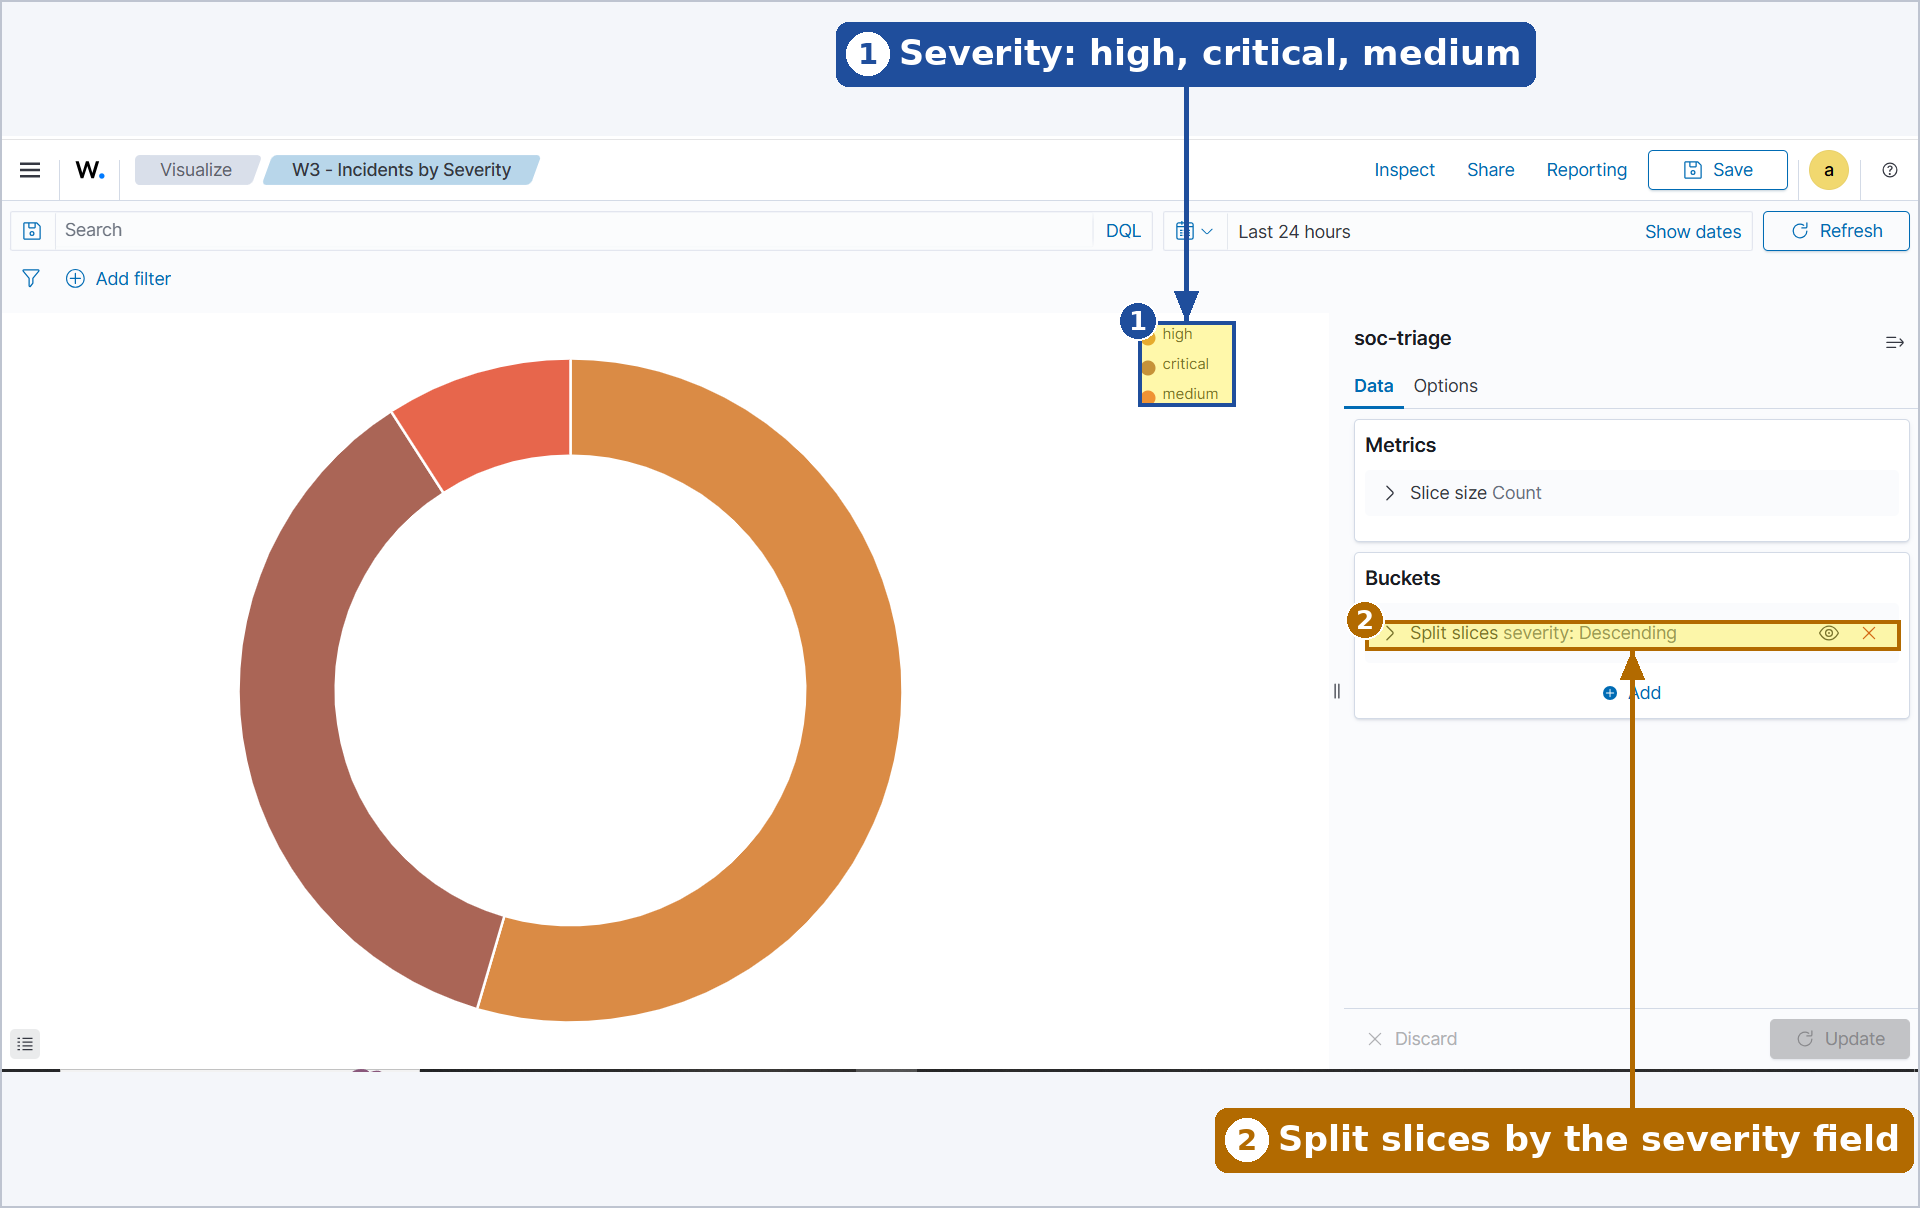 1 Severity: high, critical, medium
W. Visualize W3 - Incidents by Severity Inspect Share Reporting Save a
Search DQL Last 24 hours Show dates Refresh
Add filter
1
high
critical
medium
soc-triage
Data Options
Metrics
Slice size Count
Buckets
2
Split slices severity: Descending
Add
Discard Update
2 Split slices by the severity field